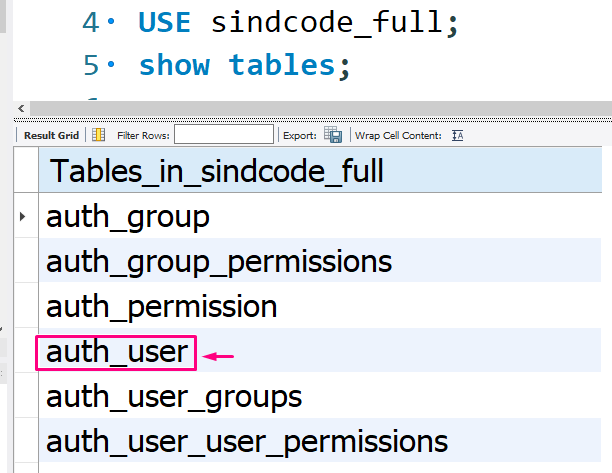 4 USE sindcode_full;
5 show tables;
Result Grid Filter Rows: Export: Wrap Cell Content: IA
Tables_in_sindcode_full
auth_group
auth_group_permissions
auth_permission
auth_user
auth_user_groups
auth_user_user_permissions